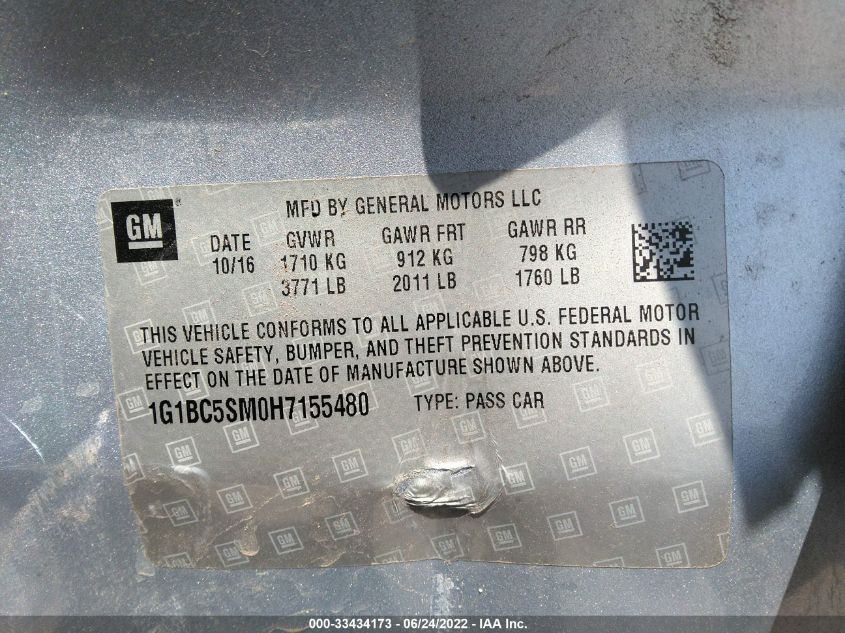 GM
MFD BY GENERAL MOTORS LLC
DATE GVWR GAWR FRT GAWR RR
10/16 1710 KG 912 KG 798 KG
3771 LB 2011 LB 1760 LB
THIS VEHICLE CONFORMS TO ALL APPLICABLE U.S. FEDERAL MOTOR
VEHICLE SAFETY, BUMPER, AND THEFT PREVENTION STANDARDS IN
EFFECT ON THE DATE OF MANUFACTURE SHOWN ABOVE.
1G1BC5SM0H7155480 TYPE: PASS CAR
000-33434173 - 06/24/2022 - IAA Inc.